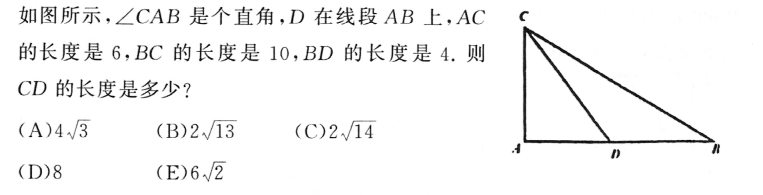 如图所示,∠CAB 是个直角,D 在线段 AB 上,AC
的长度是 6,BC 的长度是 10,BD 的长度是 4. 则
CD 的长度是多少?
(A)4√3 (B)2√13 (C)2√14
(D)8 (E)6√2
C
A D B